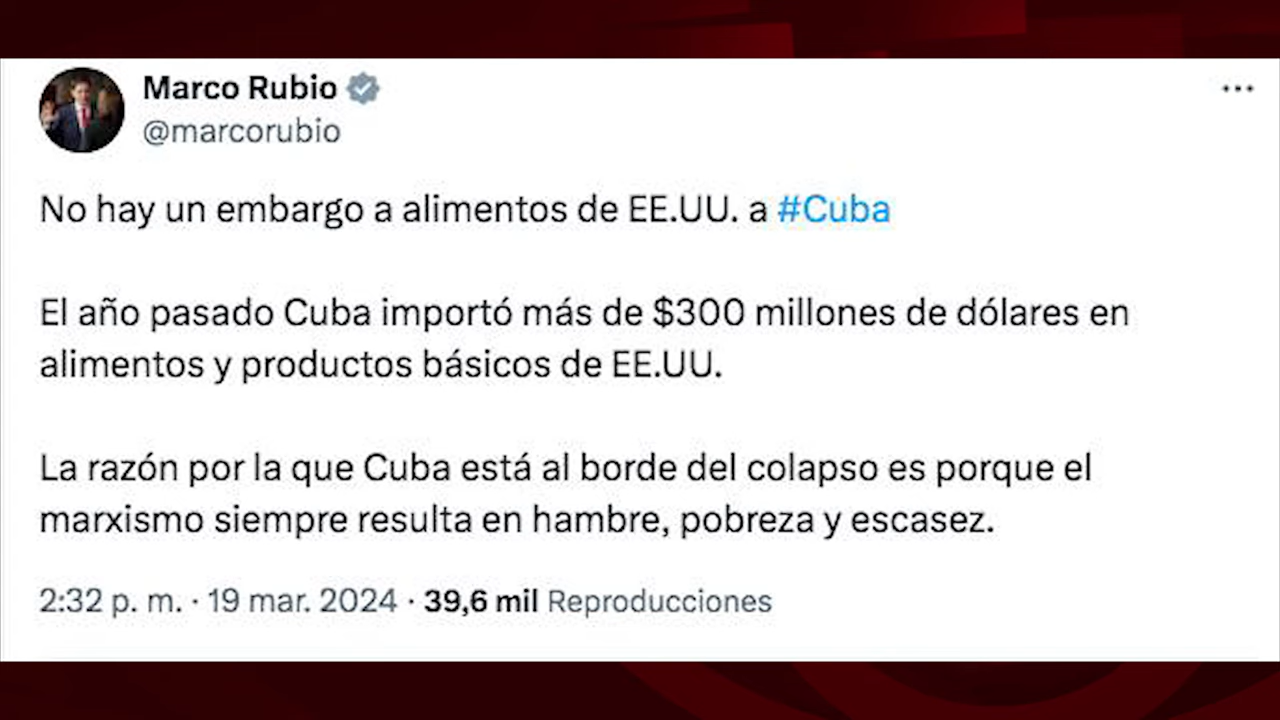 Marco Rubio
@marcorubio
No hay un embargo a alimentos de EE.UU. a #Cuba
El año pasado Cuba importó más de $300 millones de dólares en
alimentos y productos básicos de EE.UU.
La razón por la que Cuba está al borde del colapso es porque el
marxismo siempre resulta en hambre, pobreza y escasez.
2:32 p. m. · 19 mar. 2024 · 39,6 mil Reproducciones